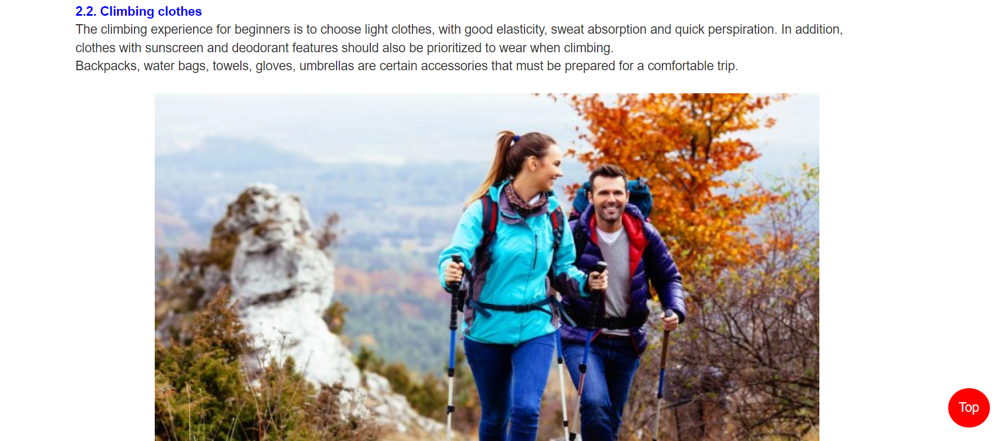 2.2. Climbing clothes
The climbing experience for beginners is to choose light clothes, with good elasticity, sweat absorption and quick perspiration. In addition,
clothes with sunscreen and deodorant features should also be prioritized to wear when climbing.
Backpacks, water bags, towels, gloves, umbrellas are certain accessories that must be prepared for a comfortable trip.
Top